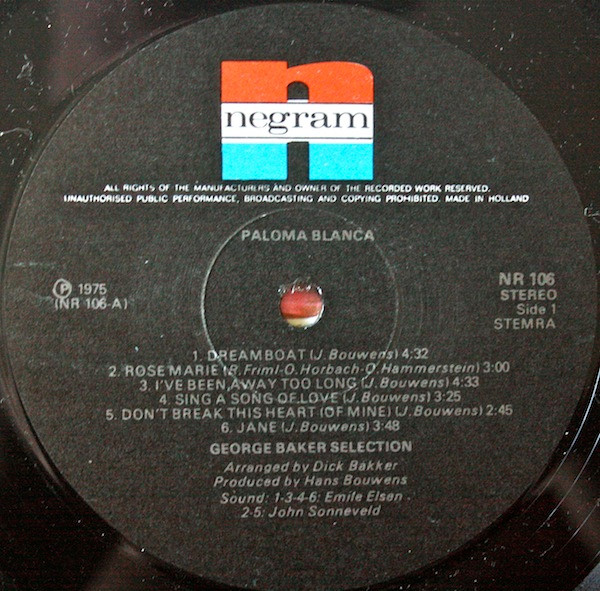 negram
ALL RIGHTS OF THE MANUFACTURERS AND OWNER OF THE RECORDED WORK RESERVED.
UNAUTHORISED PUBLIC PERFORMANCE, BROADCASTING AND COPYING PROHIBITED. MADE IN HOLLAND
PALOMA BLANCA
Ⓟ 1975
(NR 106-A)
NR 106
STEREO
Side 1
STEMRA
1. DREAMBOAT (J. Bouwens) 4:32
2. ROSE MARIE (R. Friml-O. Horbach-O. Hammerstein) 3:00
3. I'VE BEEN AWAY TOO LONG (J. Bouwens) 4:33
4. SING A SONG OF LOVE (J. Bouwens) 3:25
5. DON'T BREAK THIS HEART (OF MINE) (J. Bouwens) 2:45
6. JANE (J. Bouwens) 3:48
GEORGE BAKER SELECTION
Arranged by Dick Bakker
Produced by Hans Bouwens
Sound: 1-3-4-6: Emile Elsen
2-5: John Sonneveld